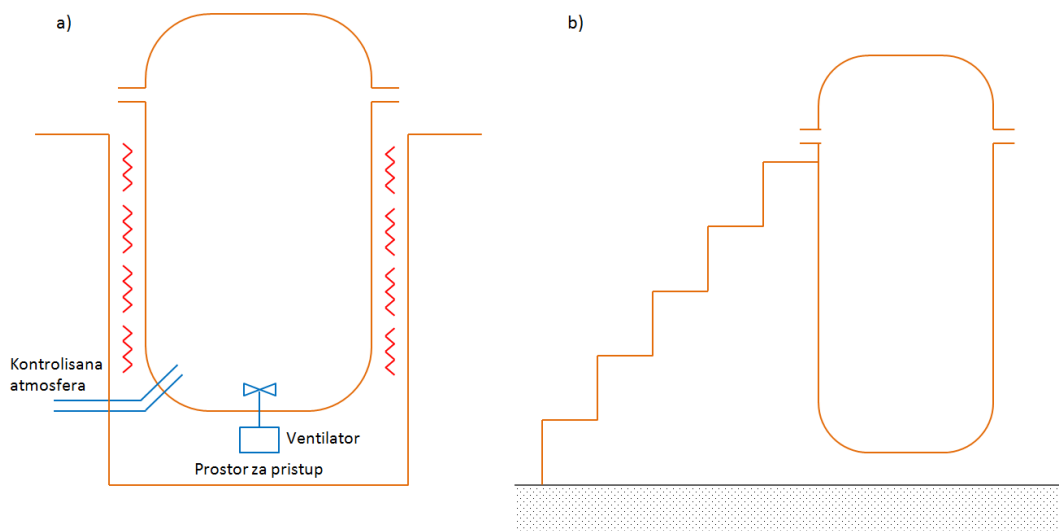 a)
b)
Kontrolisana
atmosfera
Ventilator
Prostor za pristup